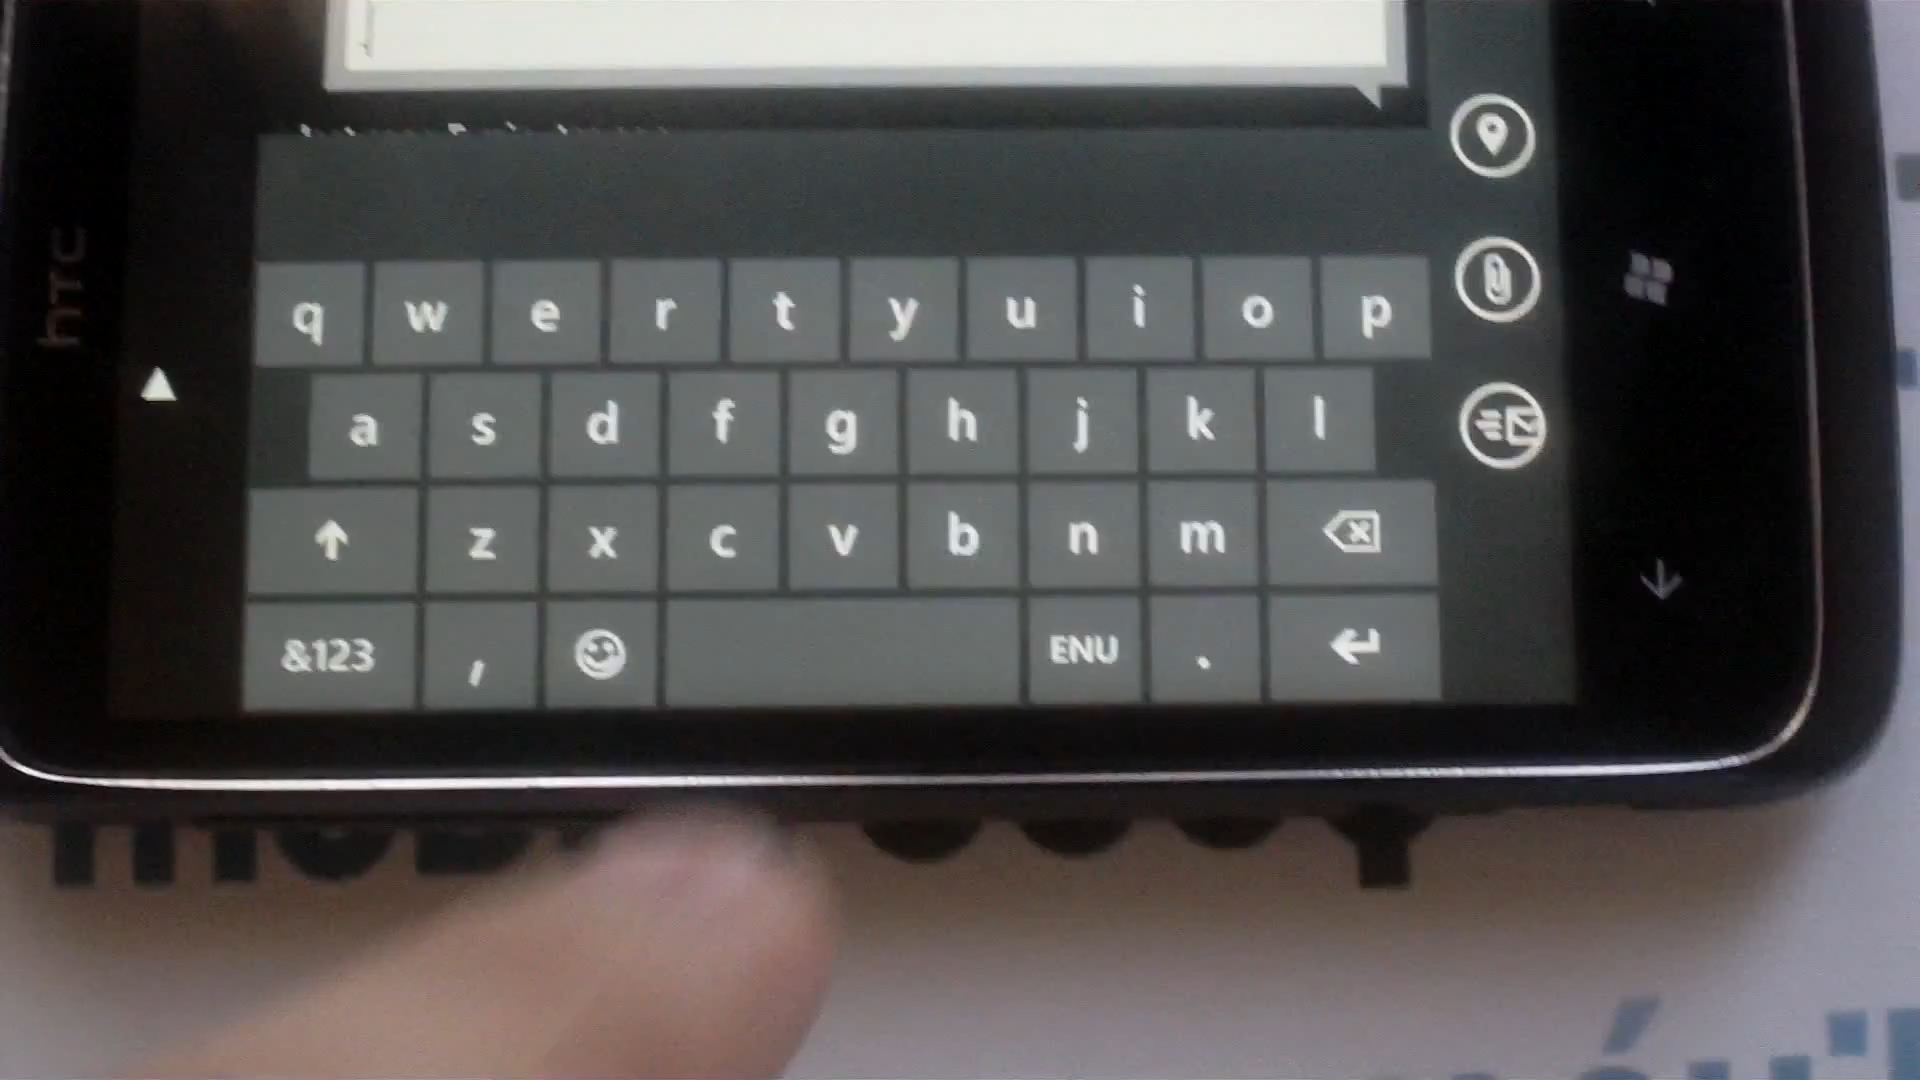 hTC
q w e r t y u i o p
a s d f g h j k l
z x c v b n m
&123 , ENU .